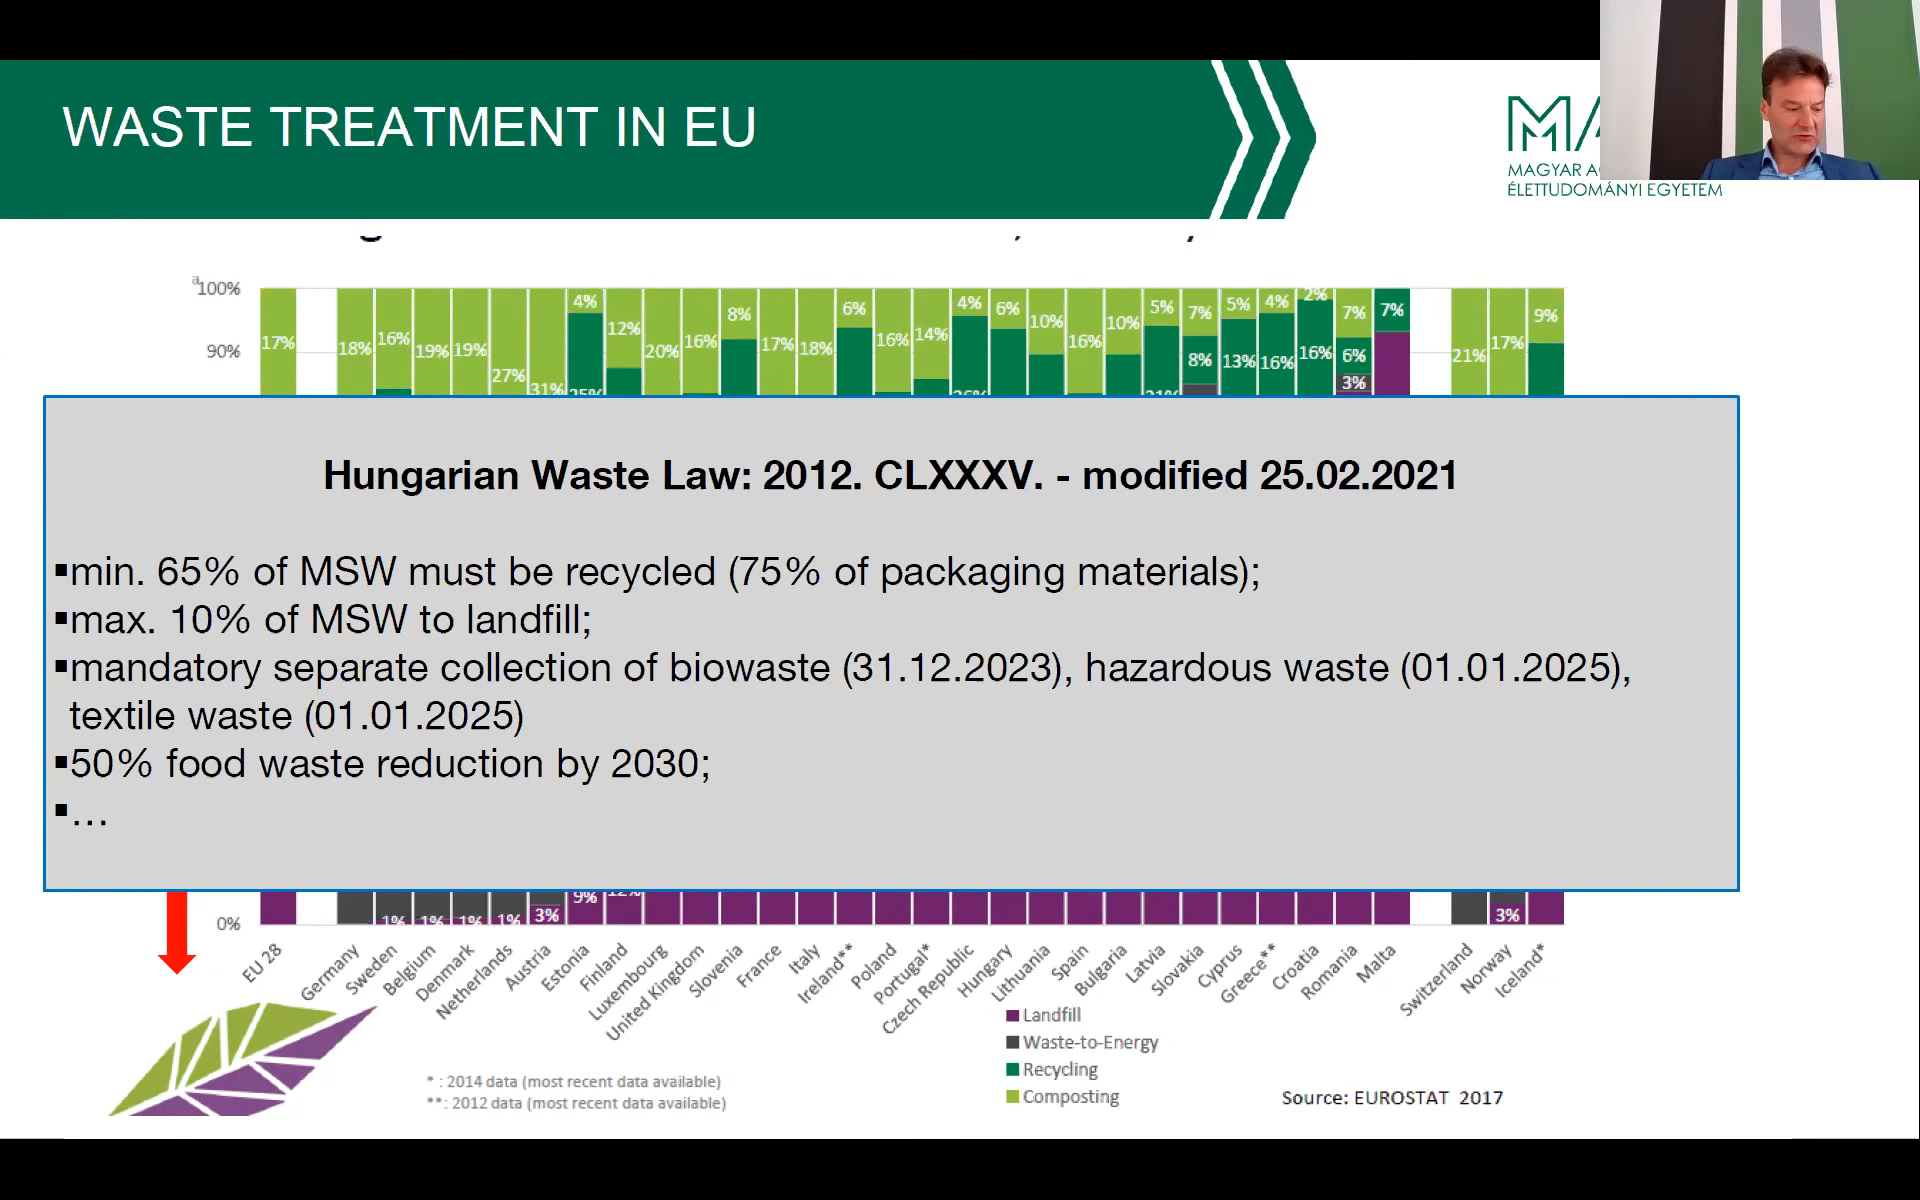 WASTE TREATMENT IN EU
MAGYAR
ÉLETTUDOMÁNYI EGYETEM
100%
90%
17%
18%
16%
19%
19%
27%
31%
4%
25%
12%
20%
16%
8%
17%
18%
6%
16%
14%
4%
6%
10%
16%
10%
5%
7%
8%
5%
13%
4%
16%
2%
16%
7%
6%
3%
7%
21%
17%
9%
Hungarian Waste Law: 2012. CLXXXV. - modified 25.02.2021
▪min. 65% of MSW must be recycled (75% of packaging materials);
▪max. 10% of MSW to landfill;
▪mandatory separate collection of biowaste (31.12.2023), hazardous waste (01.01.2025),
textile waste (01.01.2025)
▪50% food waste reduction by 2030;
▪...
0%
1%
1%
1%
1%
3%
9%
12%
3%
EU 28
Germany
Sweden
Belgium
Denmark
Netherlands
Austria
Estonia
Finland
Luxembourg
United Kingdom
Slovenia
France
Italy
Ireland**
Poland
Portugal*
Czech Republic
Hungary
Lithuania
Spain
Bulgaria
Latvia
Slovakia
Cyprus
Greece**
Croatia
Romania
Malta
Switzerland
Norway
Iceland*
Landfill
Waste-to-Energy
Recycling
Composting
* : 2014 data (most recent data available)
**: 2012 data (most recent data available)
Source: EUROSTAT 2017